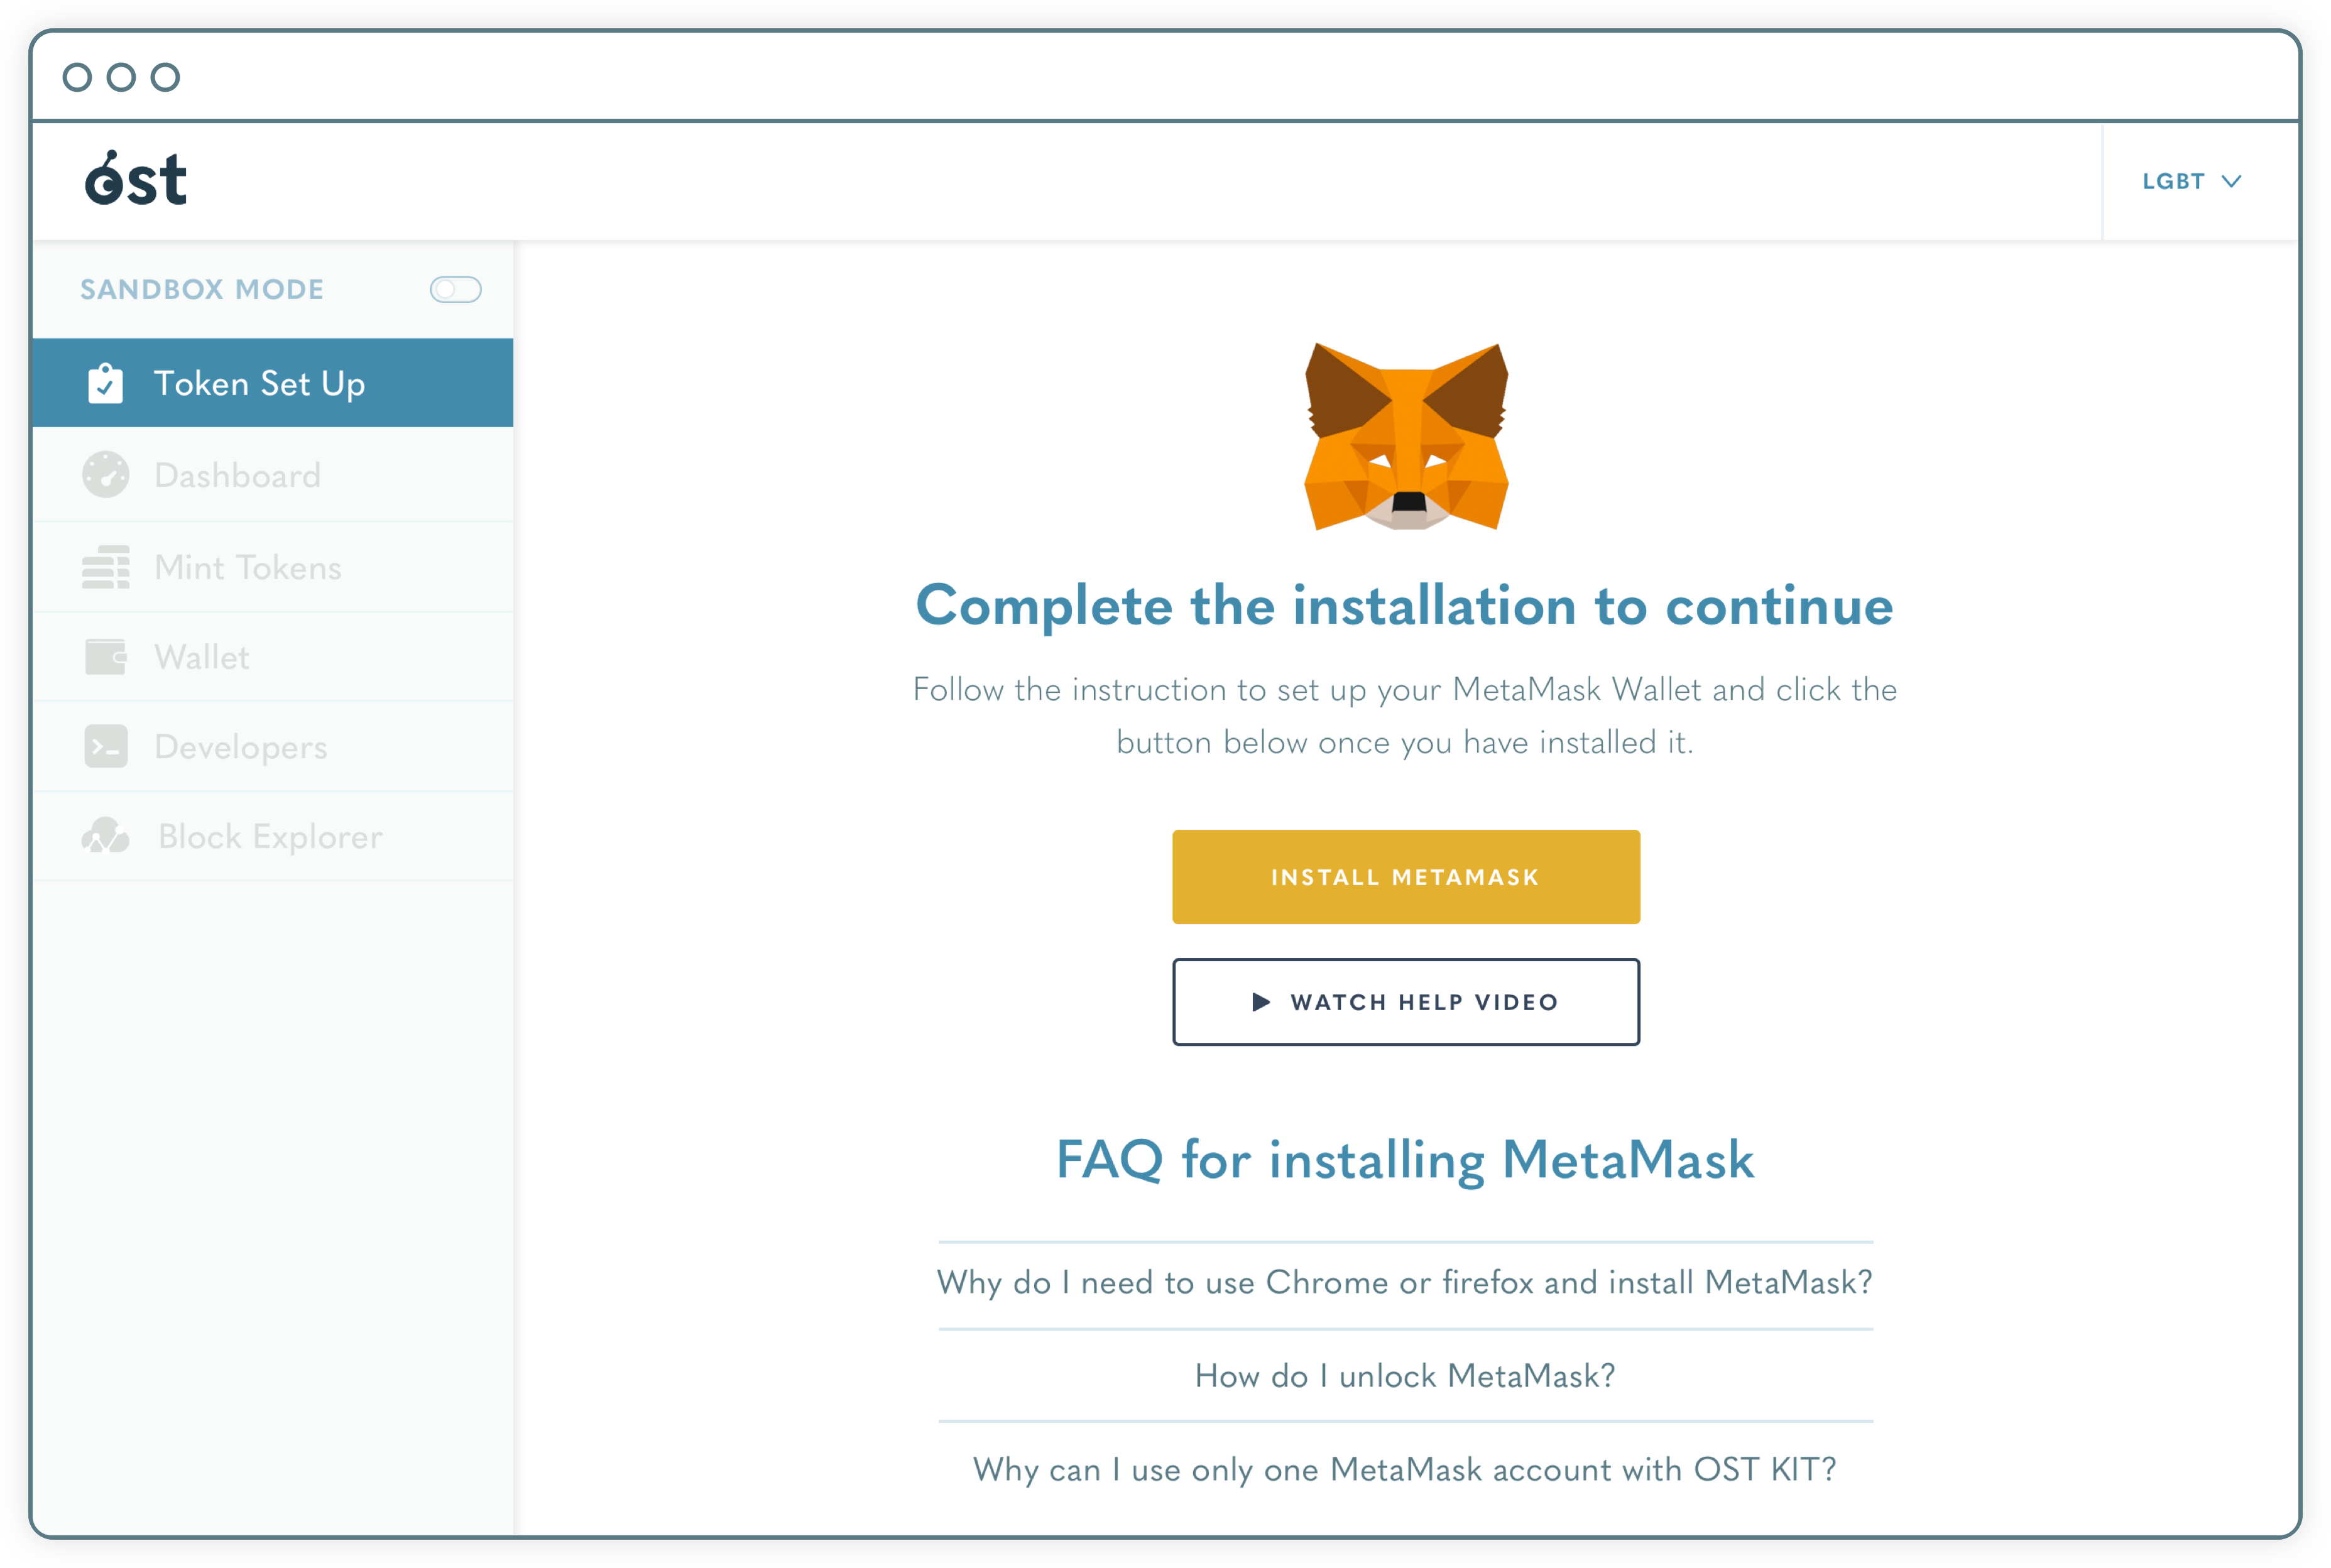 ost
LGBT
SANDBOX MODE
Token Set Up
Dashboard
Mint Tokens
Wallet
Developers
Block Explorer
Complete the installation to continue
Follow the instruction to set up your MetaMask Wallet and click the
button below once you have installed it.
INSTALL METAMASK
WATCH HELP VIDEO
FAQ for installing MetaMask
Why do I need to use Chrome or firefox and install MetaMask?
How do I unlock MetaMask?
Why can I use only one MetaMask account with OST KIT?